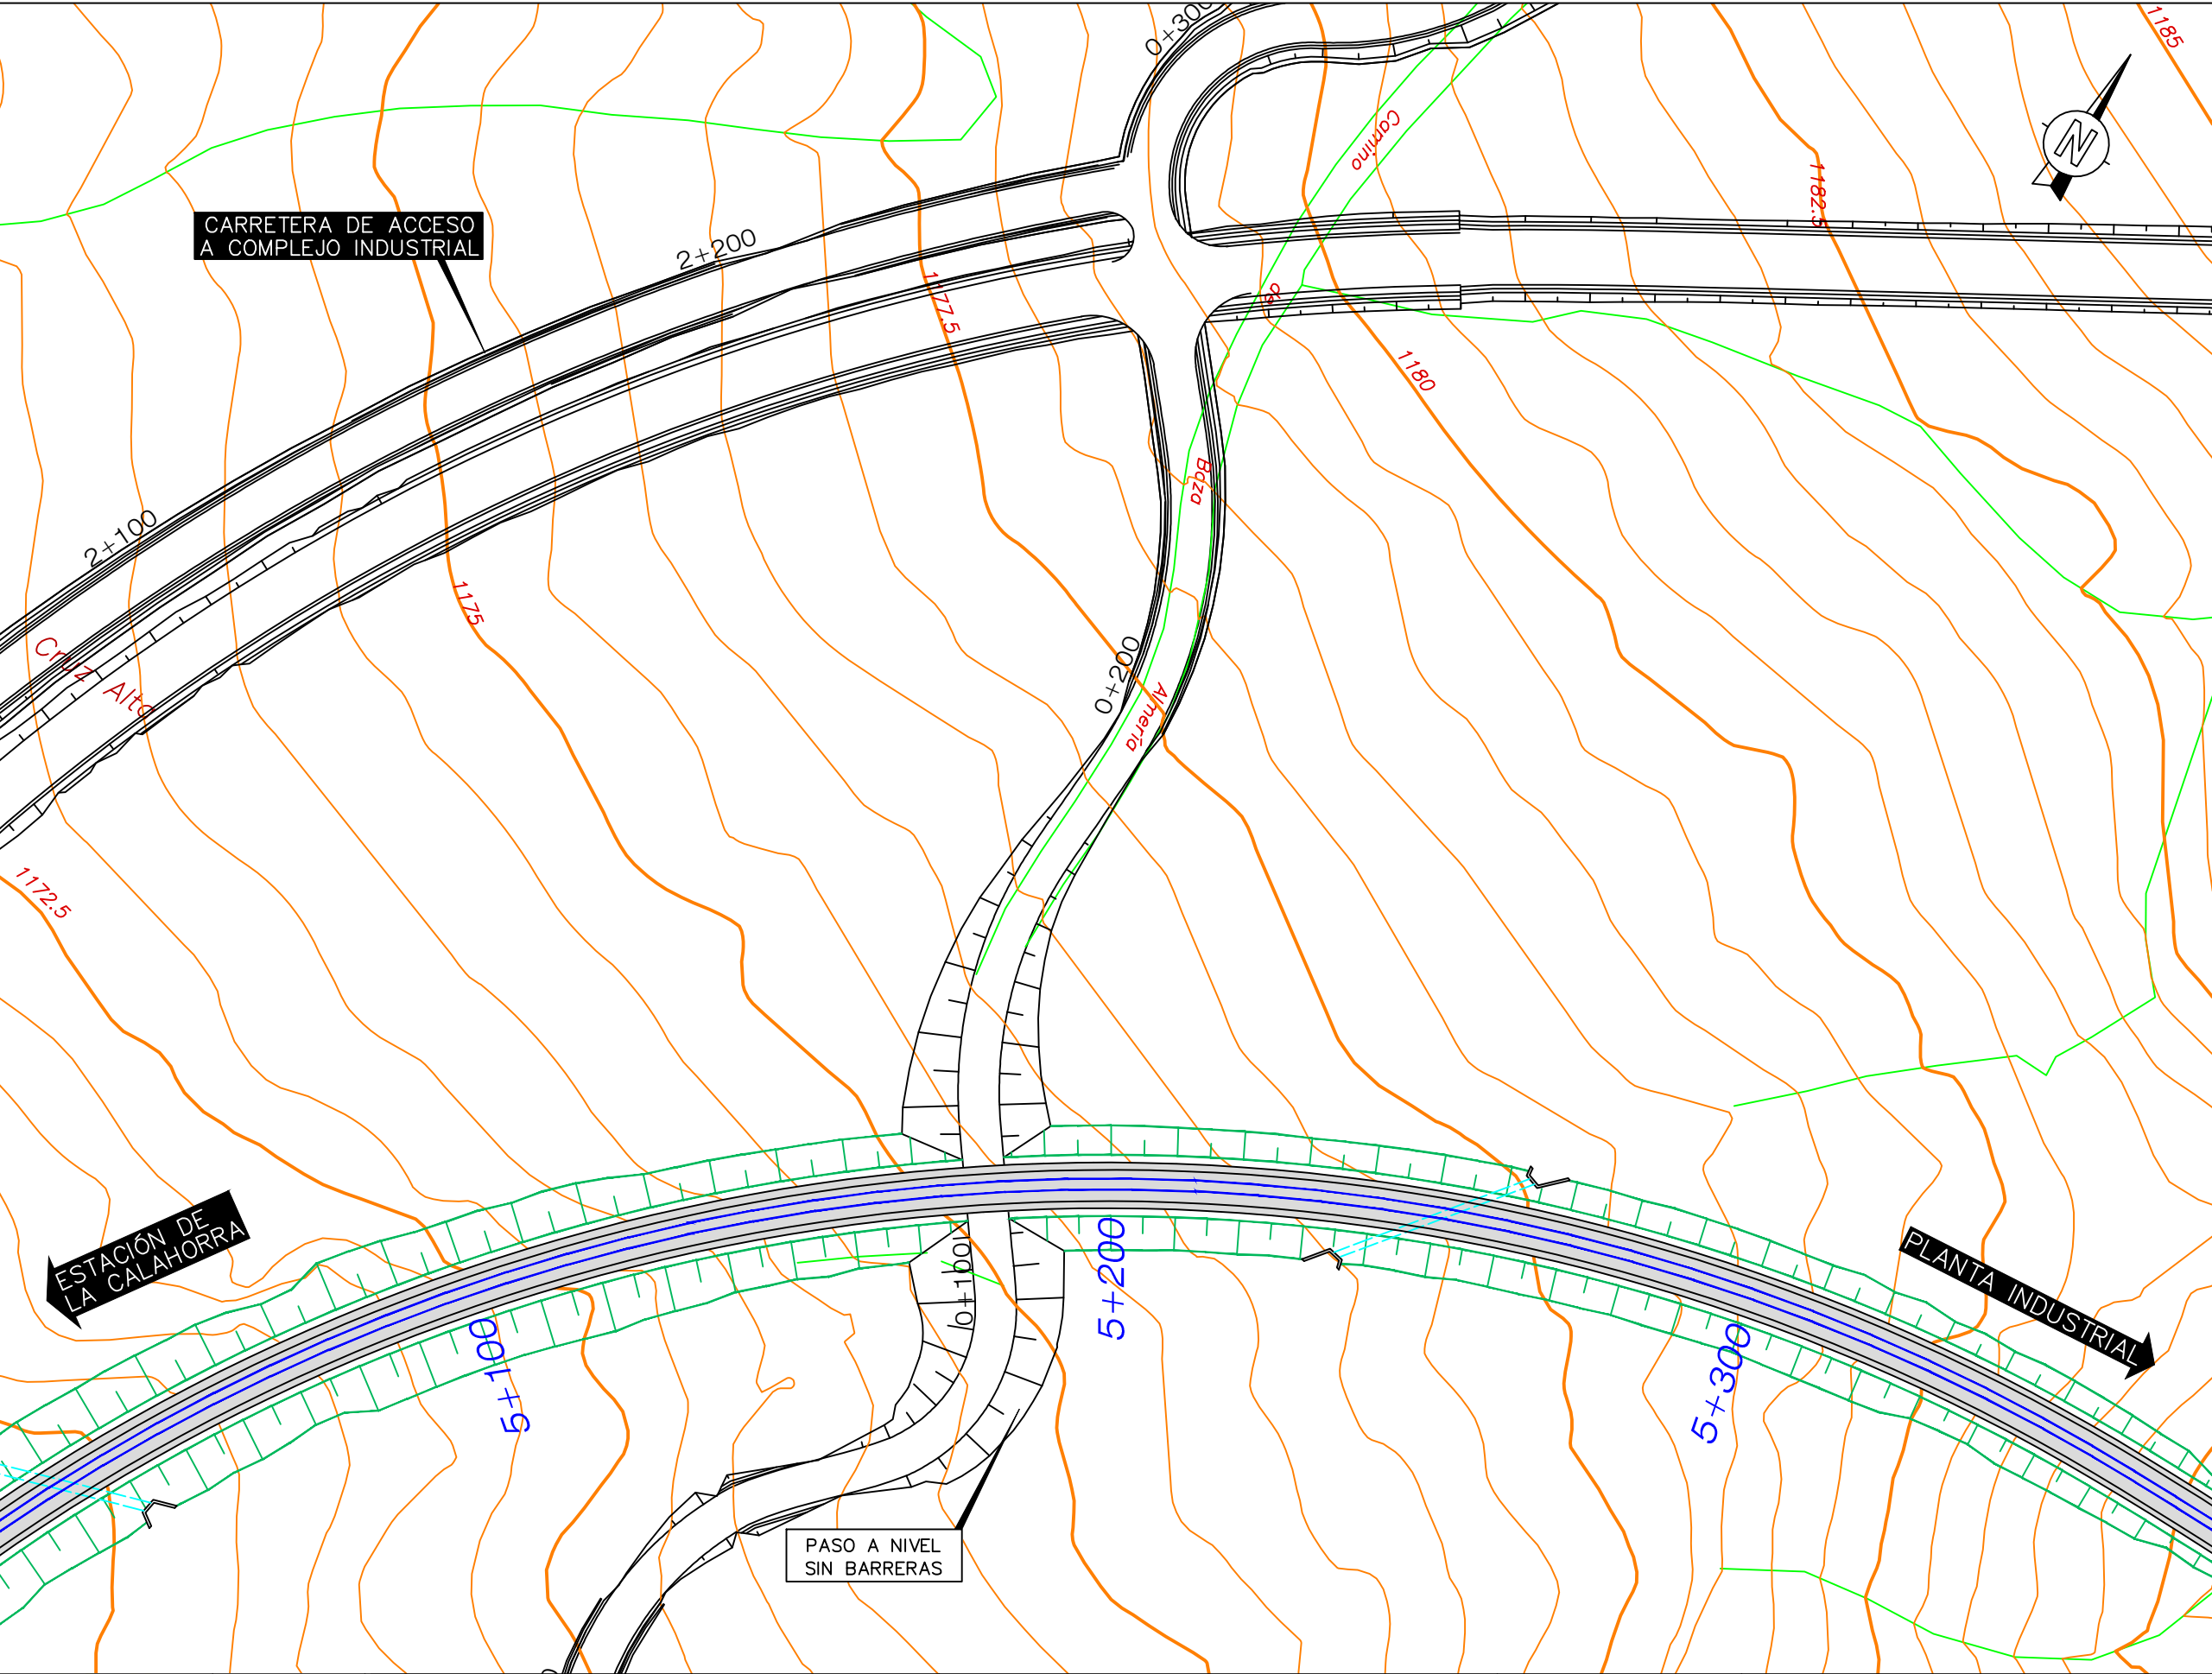 0+300
1185
Camino
N
1182.5
CARRETERA DE ACCESO
A COMPLEJO INDUSTRIAL
2+200
1177.5
de
1180
Baza
2+100
1175
Cruz Alta
0+200
Almería
1172.5
ESTACIÓN DE
LA CALAHORRA
0+100
5+200
PLANTA INDUSTRIAL
5+100
5+300
PASO A NIVEL
SIN BARRERAS